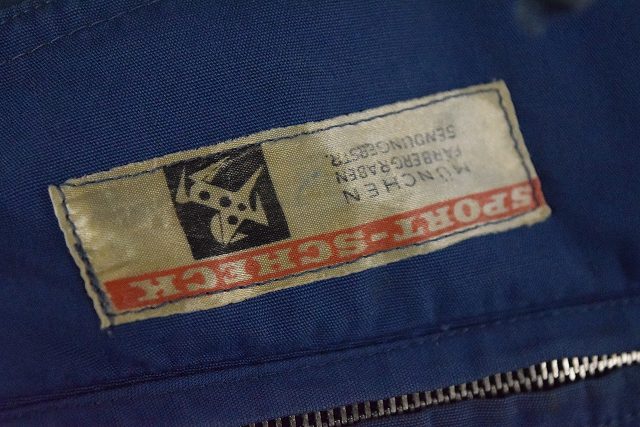 SPORT-SCHECK
MÜNCHEN
FÄRBERGRABEN
SENDLINGERSTR.